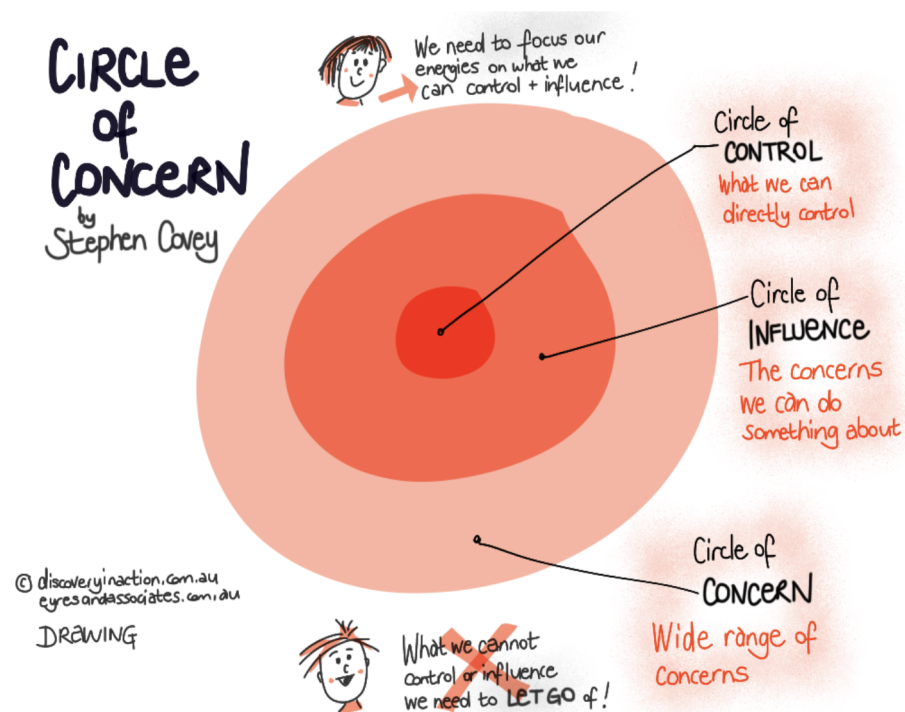 CIRCLE
of
CONCERN
by
Stephen Covey
We need to focus our
energies on what we
can control + influence!
Circle of
CONTROL
What we can
directly control
Circle of
INFLUENCE
The concerns
we can do
something about
Circle of
CONCERN
Wide range of
concerns
© discoveryinaction.com.au
eyresandassociates.com.au
DRAWING
What we cannot
control or influence
we need to LET GO of!